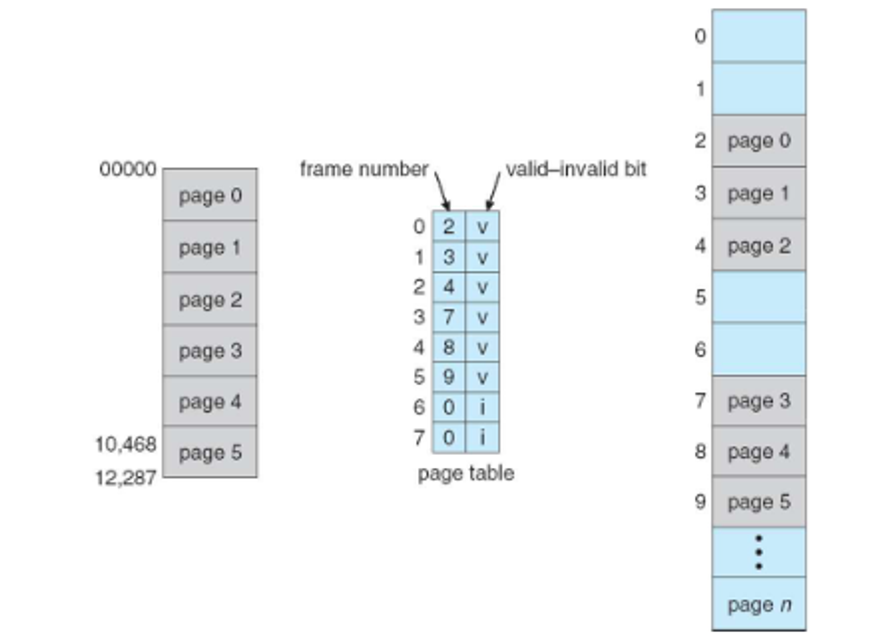 00000
page 0
page 1
page 2
page 3
page 4
10,468
page 5
12,287
frame number
valid–invalid bit
0 2 v
1 3 v
2 4 v
3 7 v
4 8 v
5 9 v
6 0 i
7 0 i
page table
0
1
2 page 0
3 page 1
4 page 2
5
6
7 page 3
8 page 4
9 page 5
page n